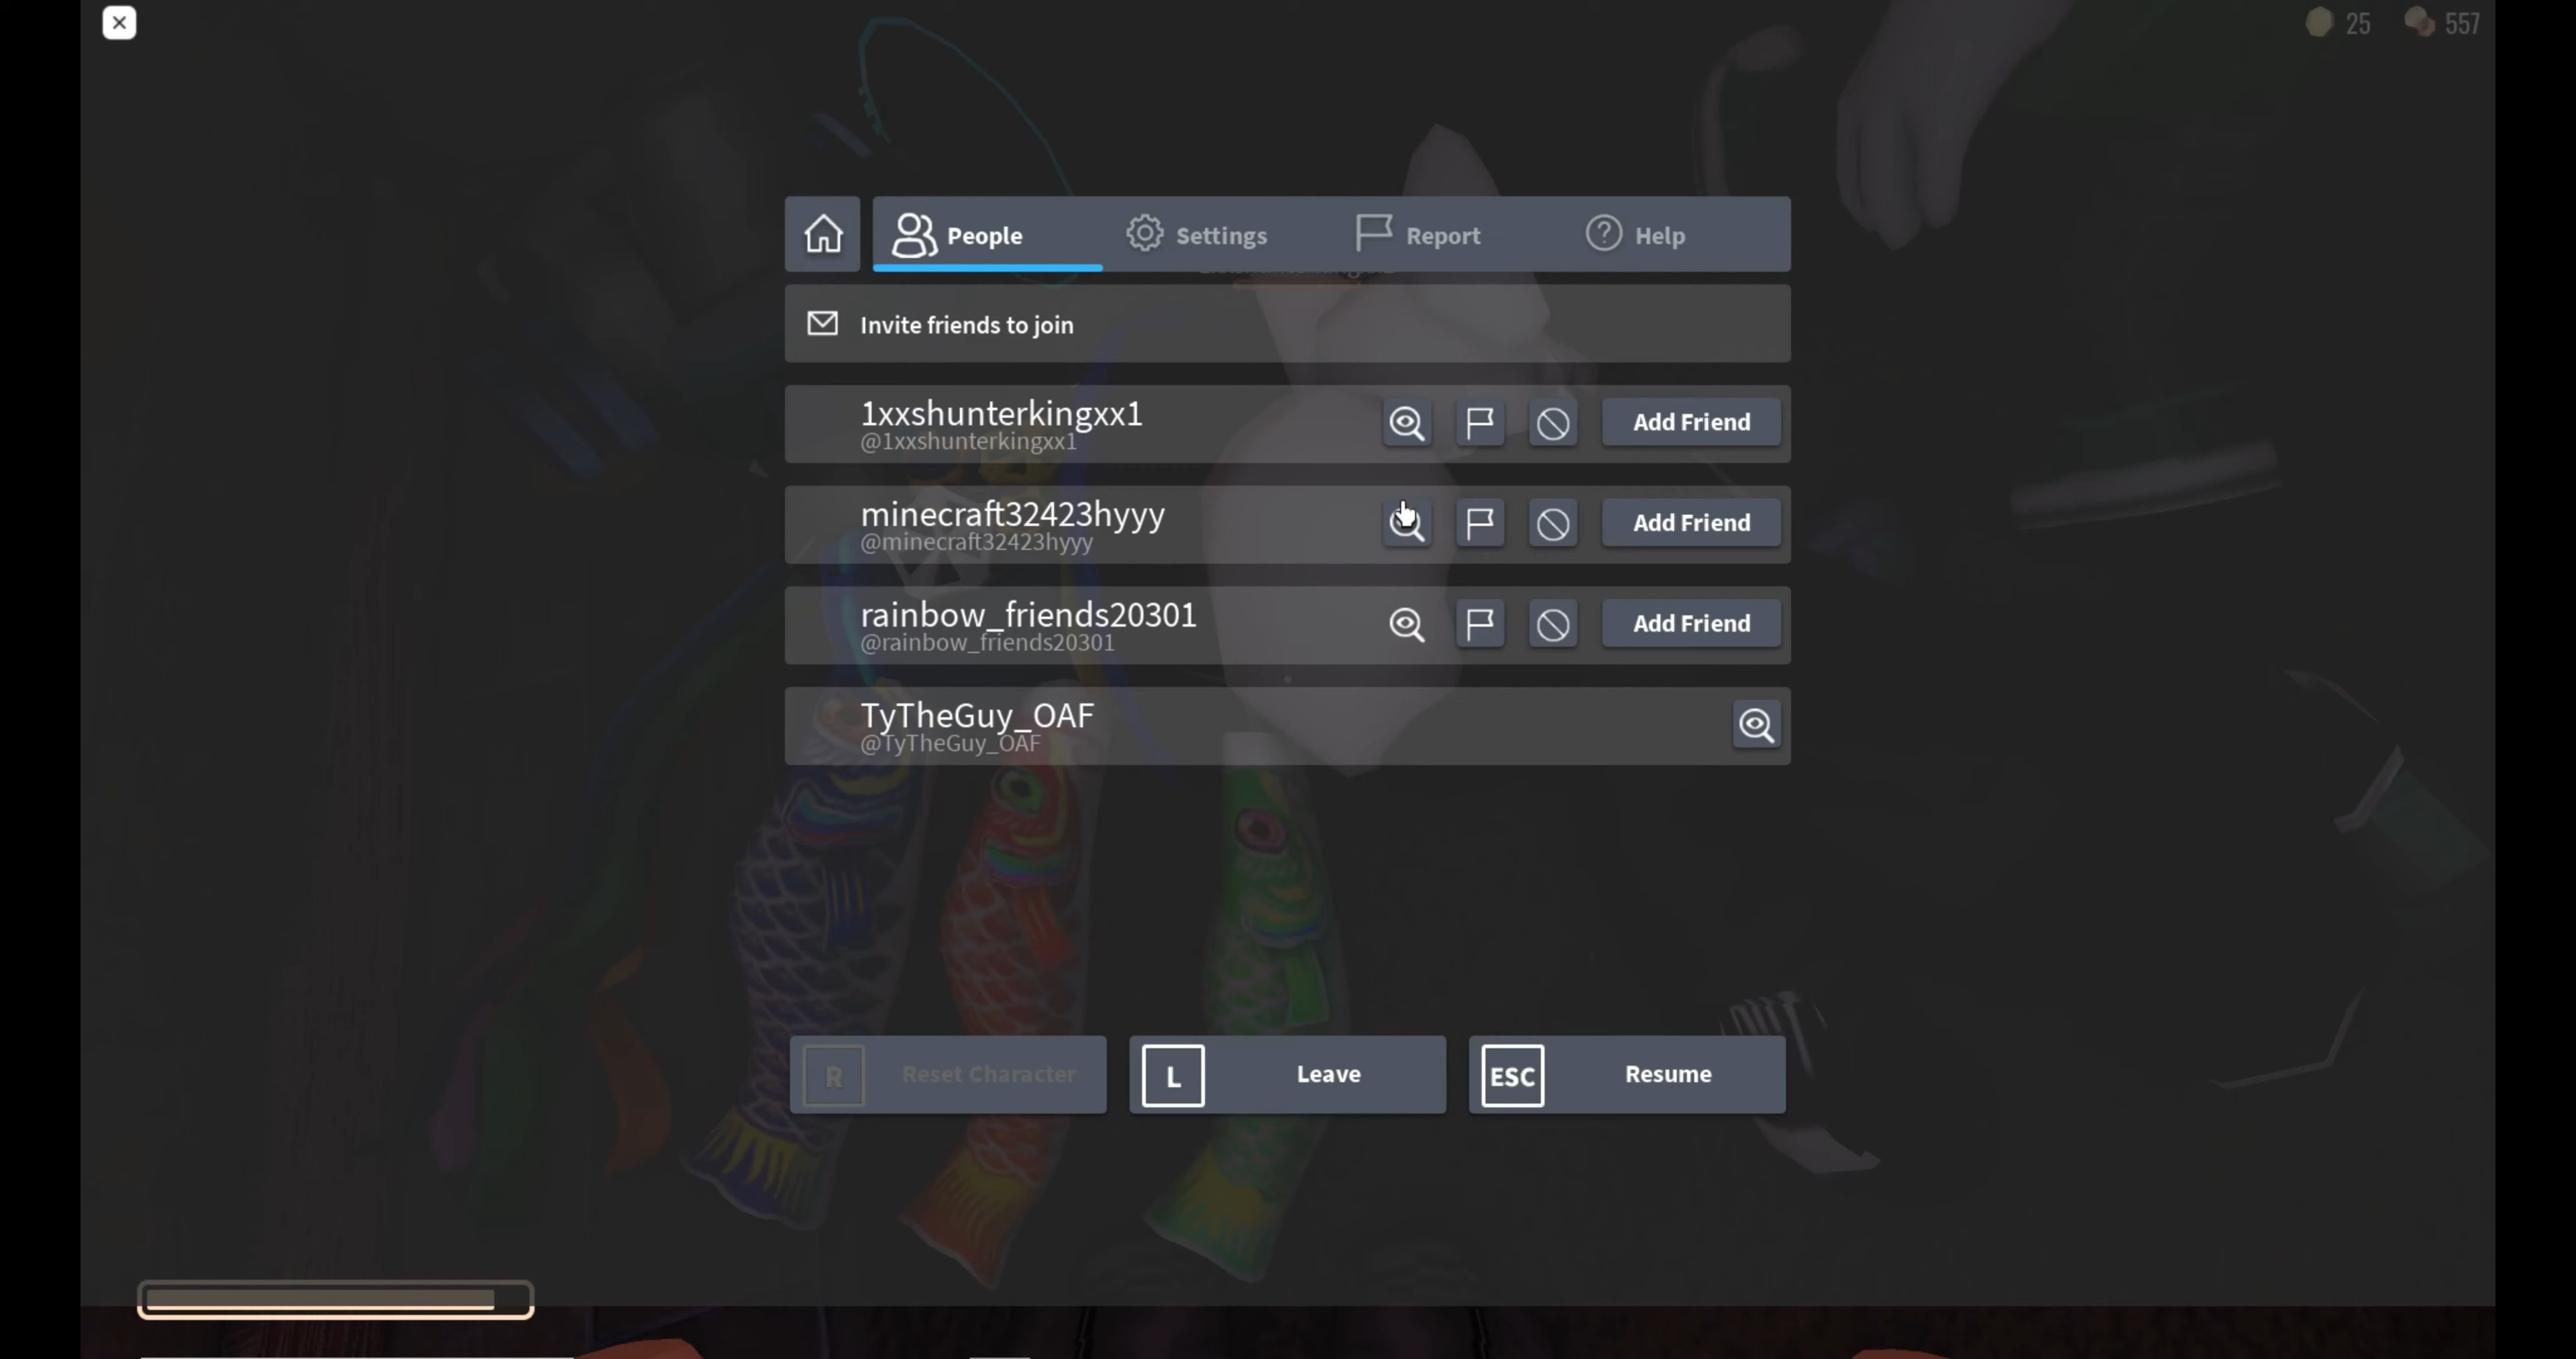 25 557
People Settings Report Help
Invite friends to join
1xxshunterkingxx1
@1xxshunterkingxx1
Add Friend
minecraft32423hyyy
@minecraft32423hyyy
Add Friend
rainbow_friends20301
@rainbow_friends20301
Add Friend
TyTheGuy_OAF
@TyTheGuy_OAF
R Reset Character L Leave ESC Resume